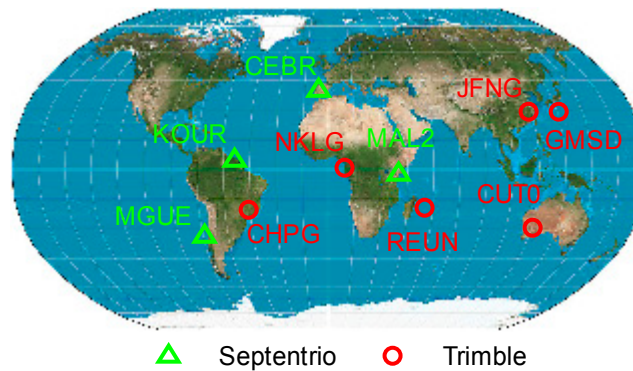 CEBR
JFNG
KOUR
NKLG
MAL2
GMSD
CUT0
MGUE
CHPG
REUN
Septentrio
Trimble